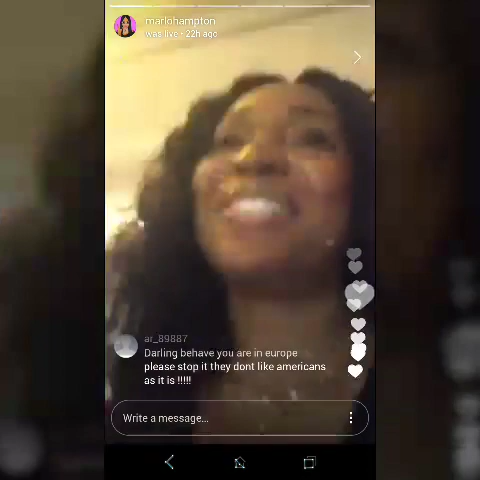 marlohampton
was live • 22h ago
ar_89887
Darling behave you are in europe
please stop it they dont like americans
as it is !!!!!
Write a message...